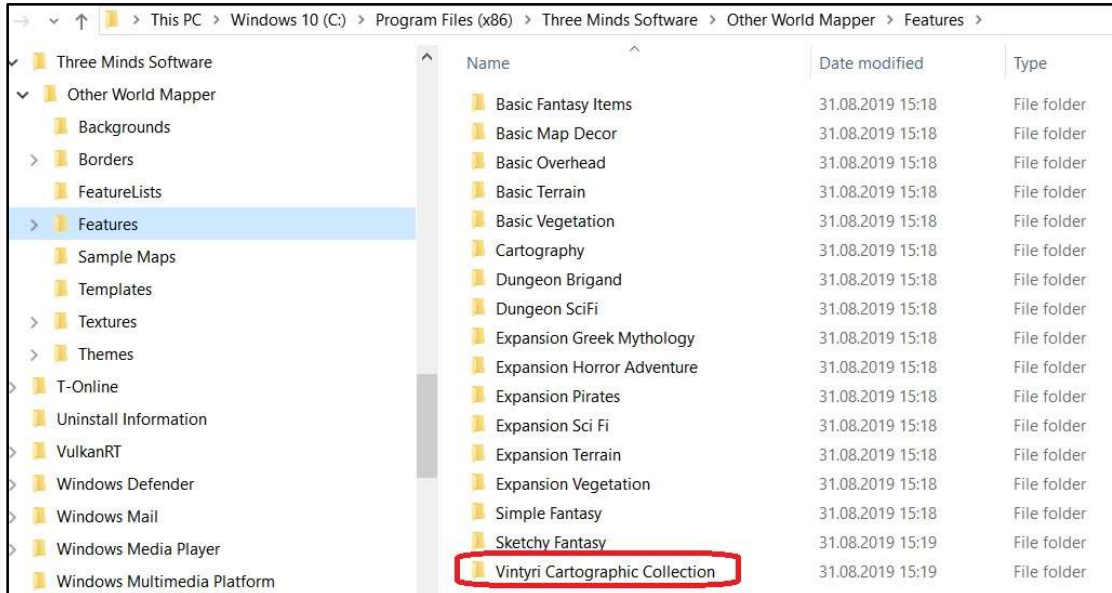 This PC > Windows 10 (C:) > Program Files (x86) > Three Minds Software > Other World Mapper > Features >
Three Minds Software
Other World Mapper
Backgrounds
Borders
FeatureLists
Features
Sample Maps
Templates
Textures
Themes
T-Online
Uninstall Information
VulkanRT
Windows Defender
Windows Mail
Windows Media Player
Windows Multimedia Platform
Name Date modified Type
Basic Fantasy Items 31.08.2019 15:18 File folder
Basic Map Decor 31.08.2019 15:18 File folder
Basic Overhead 31.08.2019 15:18 File folder
Basic Terrain 31.08.2019 15:18 File folder
Basic Vegetation 31.08.2019 15:18 File folder
Cartography 31.08.2019 15:18 File folder
Dungeon Brigand 31.08.2019 15:18 File folder
Dungeon SciFi 31.08.2019 15:18 File folder
Expansion Greek Mythology 31.08.2019 15:18 File folder
Expansion Horror Adventure 31.08.2019 15:18 File folder
Expansion Pirates 31.08.2019 15:18 File folder
Expansion Sci Fi 31.08.2019 15:18 File folder
Expansion Terrain 31.08.2019 15:18 File folder
Expansion Vegetation 31.08.2019 15:18 File folder
Simple Fantasy 31.08.2019 15:18 File folder
Sketchy Fantasy 31.08.2019 15:19 File folder
Vintyri Cartographic Collection 31.08.2019 15:19 File folder